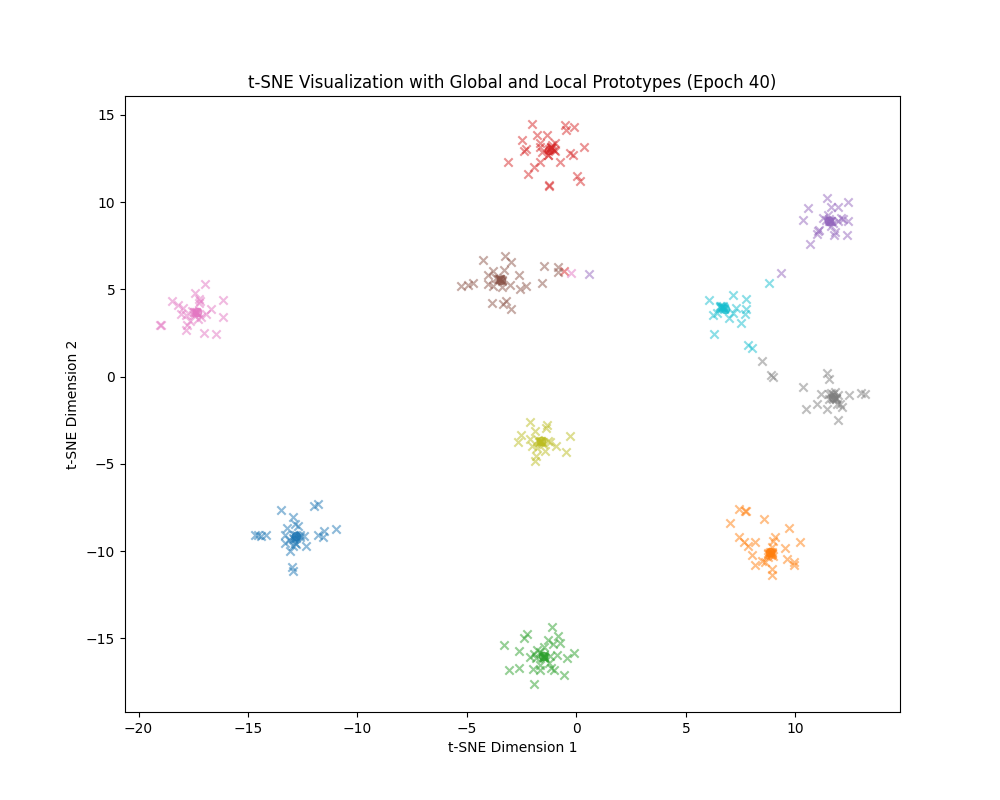 t-SNE Visualization with Global and Local Prototypes (Epoch 40)
15
10
5
0
−5
−10
−15
t-SNE Dimension 2
−20 −15 −10 −5 0 5 10
t-SNE Dimension 1